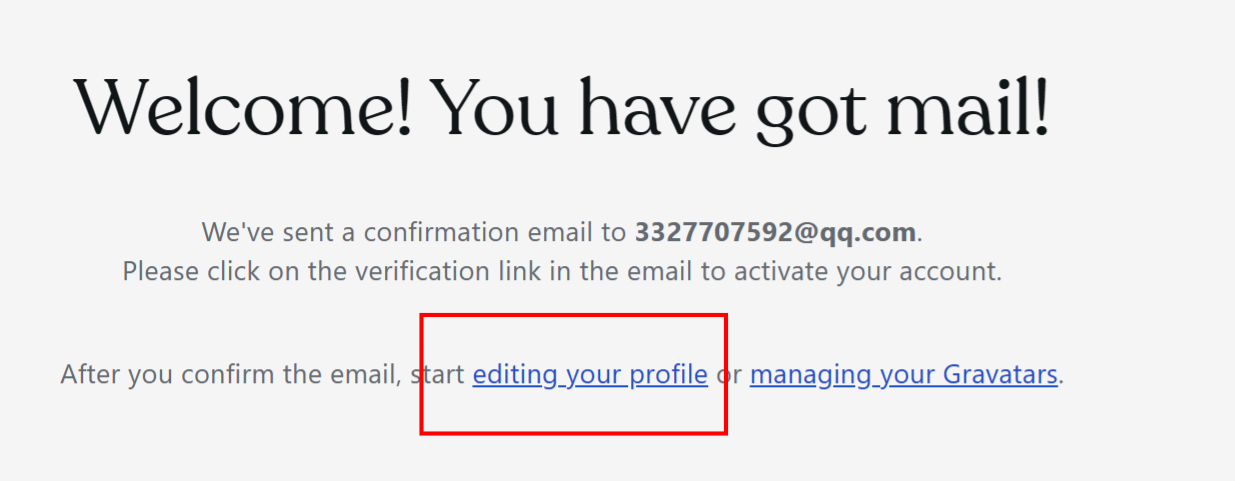 Welcome! You have got mail!
We've sent a confirmation email to 3327707592@qq.com.
Please click on the verification link in the email to activate your account.
After you confirm the email, start editing your profile or managing your Gravatars.